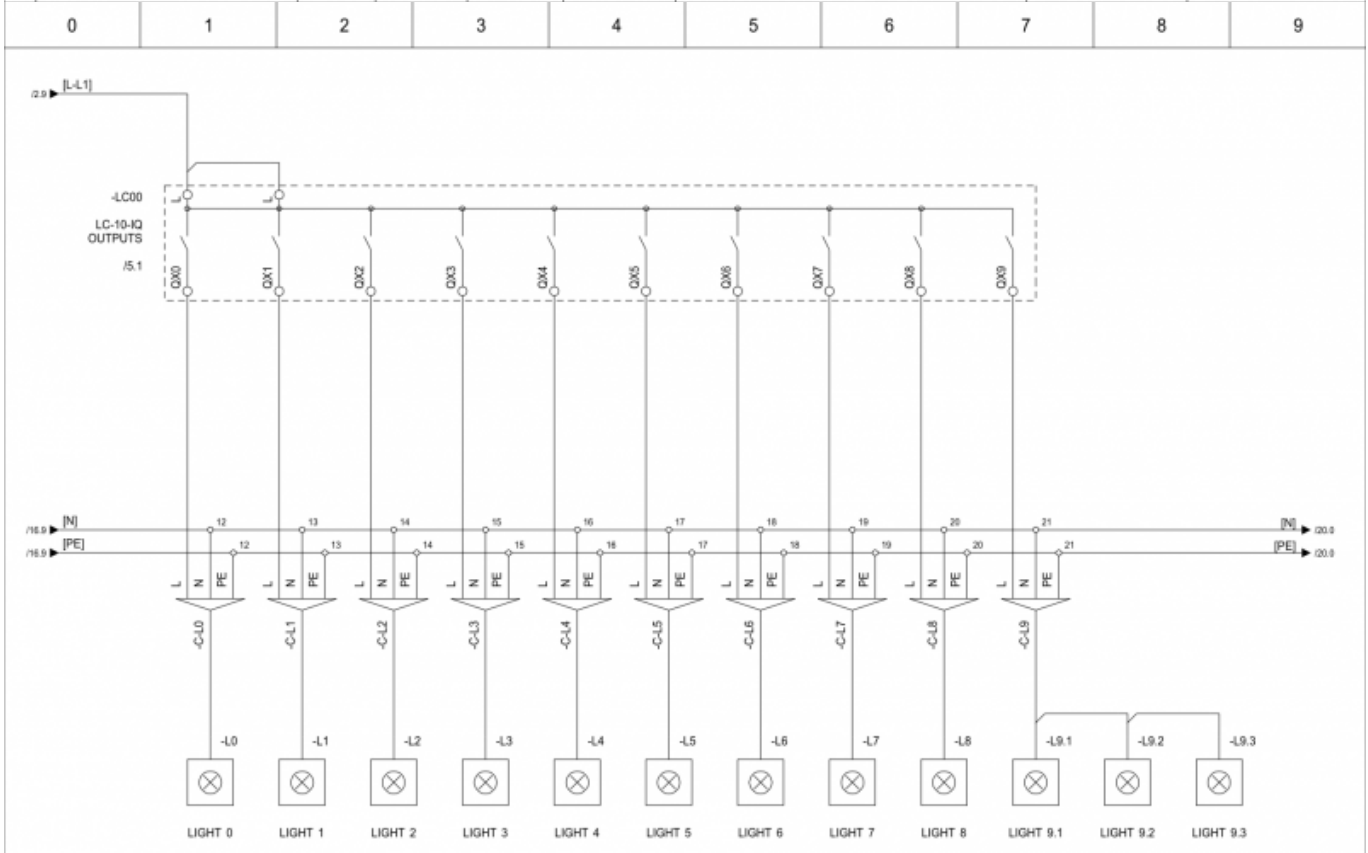 0 1 2 3 4 5 6 7 8 9
/2.9 [L-L1]
-LC00 L L
LC-10-IQ
OUTPUTS
/5.1
QX0 QX1 QX2 QX3 QX4 QX5 QX6 QX7 QX8 QX9
/16.9 [N] 12 13 14 15 16 17 18 19 20 21 [N] /20.0
/16.9 [PE] 12 13 14 15 16 17 18 19 20 21 [PE] /20.0
L N PE L N PE L N PE L N PE L N PE L N PE L N PE L N PE L N PE L N PE
-C-L0 -C-L1 -C-L2 -C-L3 -C-L4 -C-L5 -C-L6 -C-L7 -C-L8 -C-L9
-L0 -L1 -L2 -L3 -L4 -L5 -L6 -L7 -L8 -L9.1 -L9.2 -L9.3
LIGHT 0 LIGHT 1 LIGHT 2 LIGHT 3 LIGHT 4 LIGHT 5 LIGHT 6 LIGHT 7 LIGHT 8 LIGHT 9.1 LIGHT 9.2 LIGHT 9.3